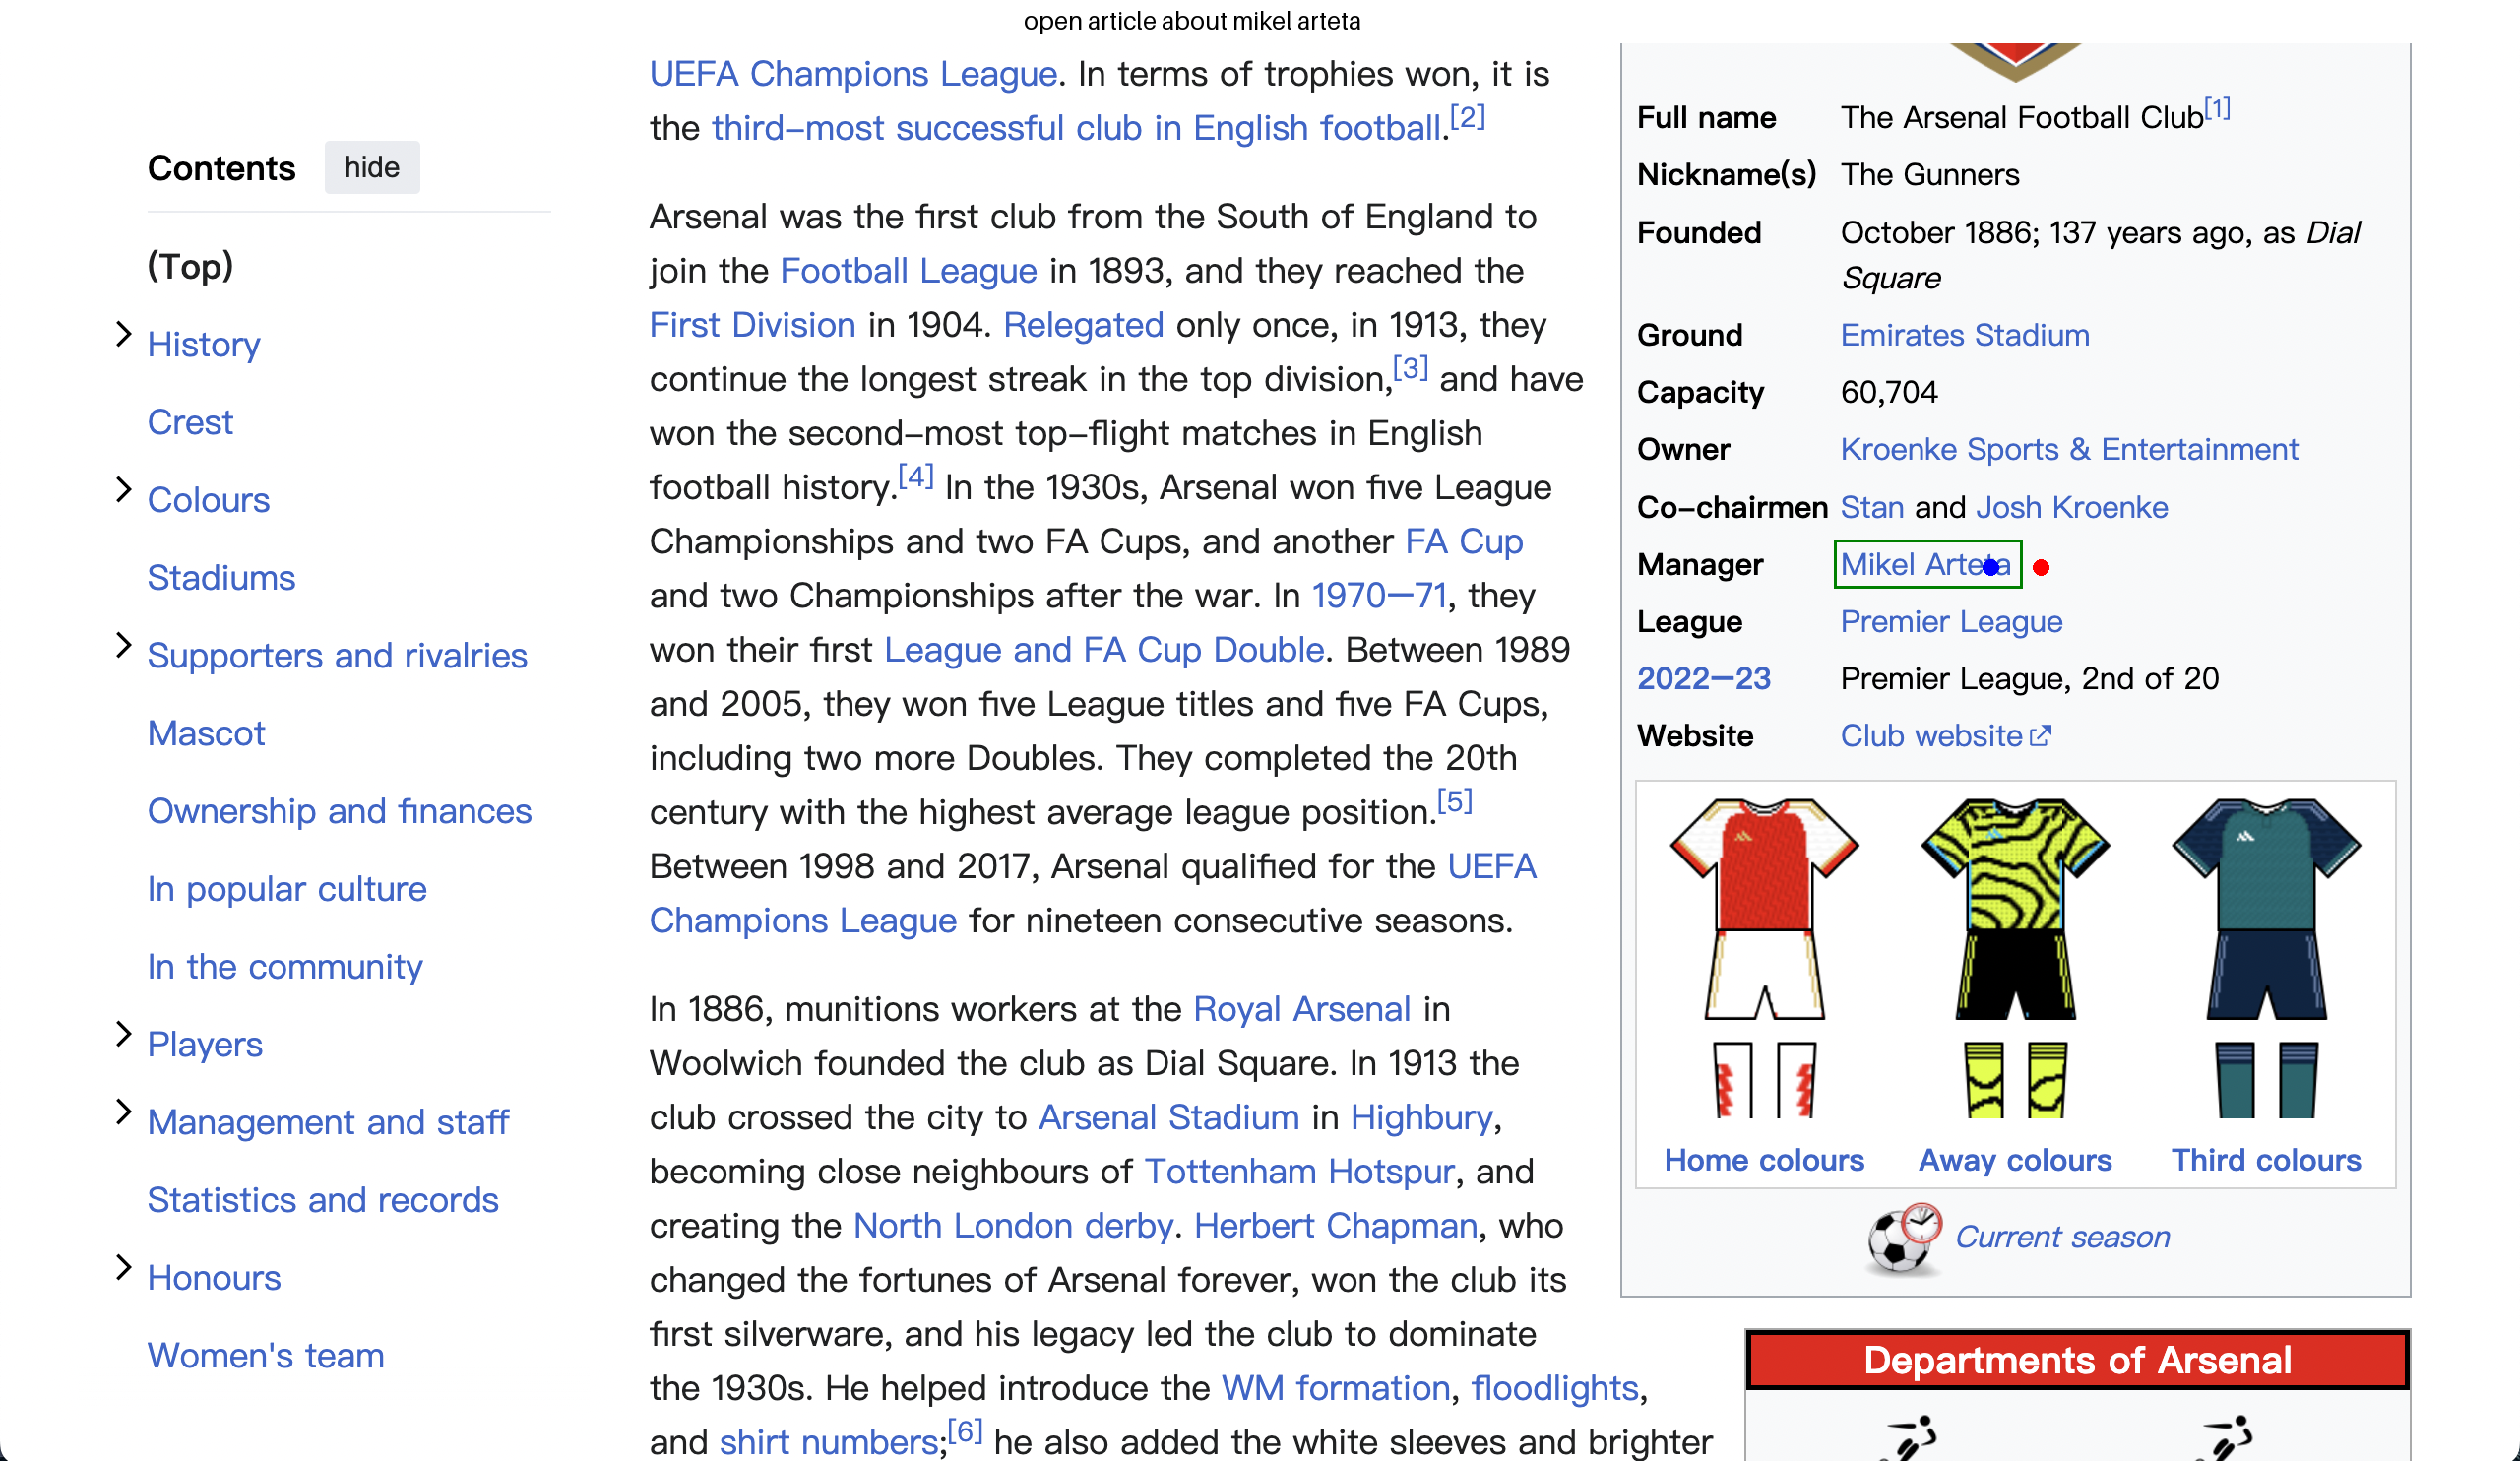 open article about mikel arteta
Contents hide
(Top)
History
Crest
Colours
Stadiums
Supporters and rivalries
Mascot
Ownership and finances
In popular culture
In the community
Players
Management and staff
Statistics and records
Honours
Women's team
UEFA Champions League. In terms of trophies won, it is
the third-most successful club in English football.[2]
Arsenal was the first club from the South of England to
join the Football League in 1893, and they reached the
First Division in 1904. Relegated only once, in 1913, they
continue the longest streak in the top division,[3] and have
won the second-most top-flight matches in English
football history.[4] In the 1930s, Arsenal won five League
Championships and two FA Cups, and another FA Cup
and two Championships after the war. In 1970–71, they
won their first League and FA Cup Double. Between 1989
and 2005, they won five League titles and five FA Cups,
including two more Doubles. They completed the 20th
century with the highest average league position.[5]
Between 1998 and 2017, Arsenal qualified for the UEFA
Champions League for nineteen consecutive seasons.
In 1886, munitions workers at the Royal Arsenal in
Woolwich founded the club as Dial Square. In 1913 the
club crossed the city to Arsenal Stadium in Highbury,
becoming close neighbours of Tottenham Hotspur, and
creating the North London derby. Herbert Chapman, who
changed the fortunes of Arsenal forever, won the club its
first silverware, and his legacy led the club to dominate
the 1930s. He helped introduce the WM formation, floodlights,
and shirt numbers;[6] he also added the white sleeves and brighter
Full name The Arsenal Football Club[1]
Nickname(s) The Gunners
Founded October 1886; 137 years ago, as Dial
Square
Ground Emirates Stadium
Capacity 60,704
Owner Kroenke Sports & Entertainment
Co-chairmen Stan and Josh Kroenke
Manager Mikel Arteta
League Premier League
2022–23 Premier League, 2nd of 20
Website Club website
Home colours Away colours Third colours
Current season
Departments of Arsenal